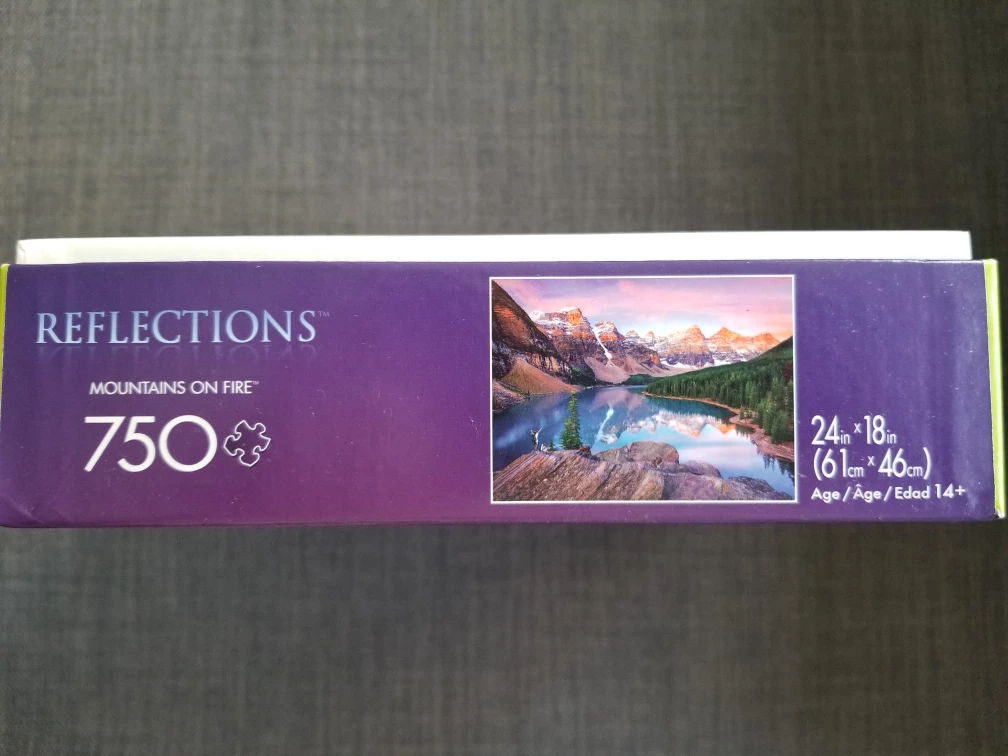 REFLECTIONS™
MOUNTAINS ON FIRE™
750
24in x 18in
(61cm x 46cm)
Age / Âge / Edad 14+